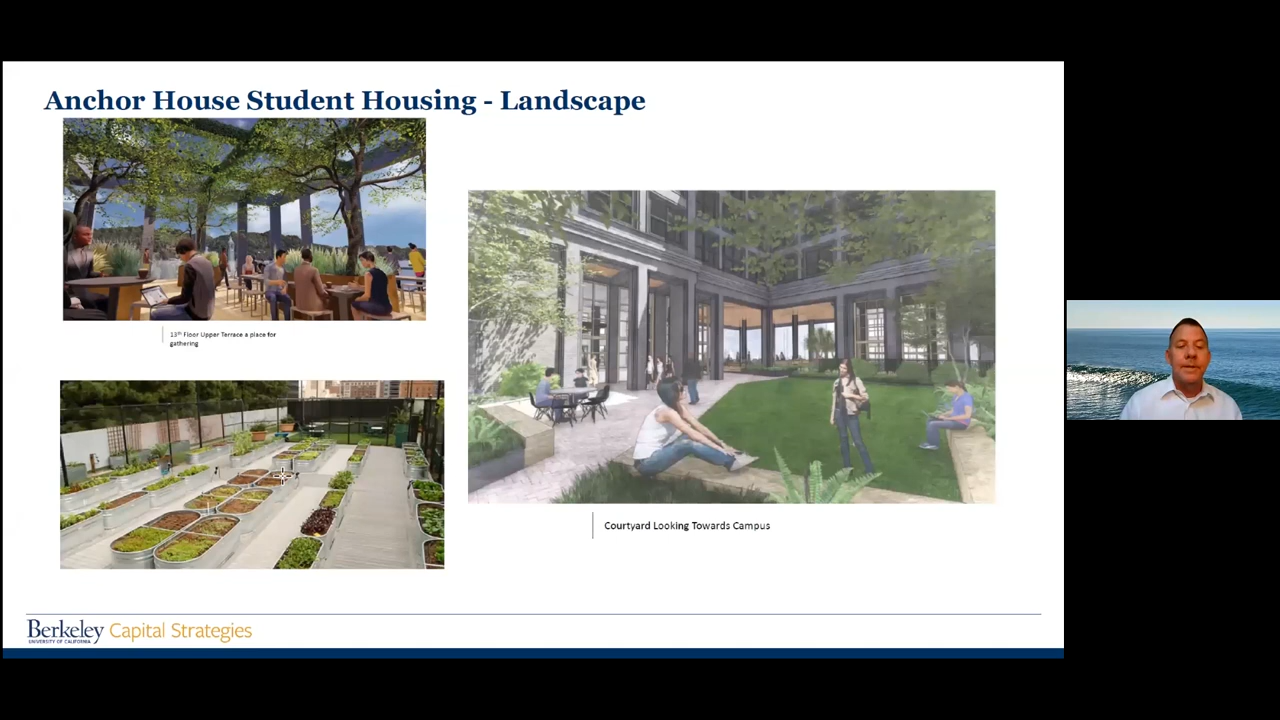 Anchor House Student Housing - Landscape
13th Floor Upper Terrace a place for
gathering
Courtyard Looking Towards Campus
Berkeley Capital Strategies
UNIVERSITY OF CALIFORNIA